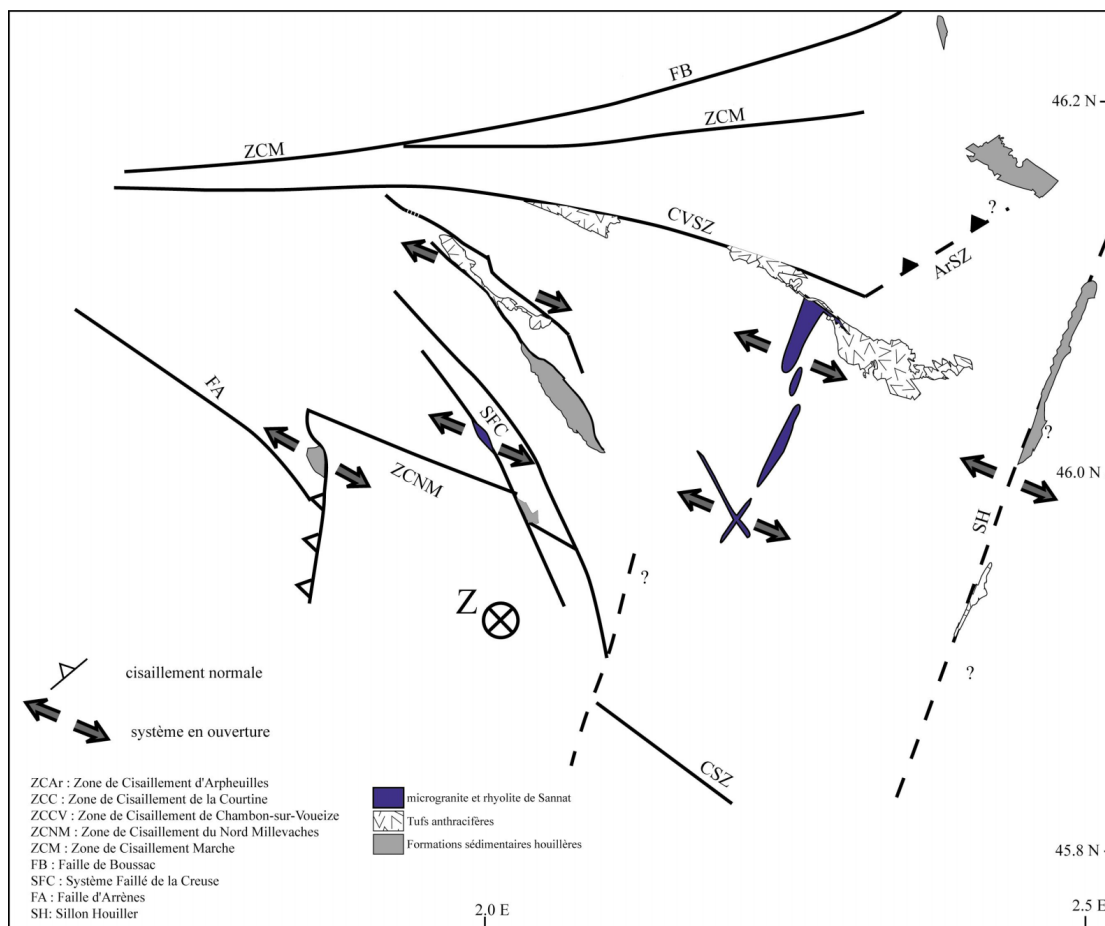 FB
46.2 N
ZCM
ZCM
CVSZ
?
ArSZ
FA
SFC
ZCNM
?
46.0 N
SH
?
Z
?
cisaillement normale
système en ouverture
CSZ
ZCAr : Zone de Cisaillement d'Arpheuilles
ZCC : Zone de Cisaillement de la Courtine
ZCCV : Zone de Cisaillement de Chambon-sur-Voueize
ZCNM : Zone de Cisaillement du Nord Millevaches
ZCM : Zone de Cisaillement Marche
FB : Faille de Boussac
SFC : Système Faillé de la Creuse
FA : Faille d'Arrènes
SH: Sillon Houiller
microgranite et rhyolite de Sannat
Tufs anthracifères
Formations sédimentaires houillères
45.8 N
2.0 E
2.5 E